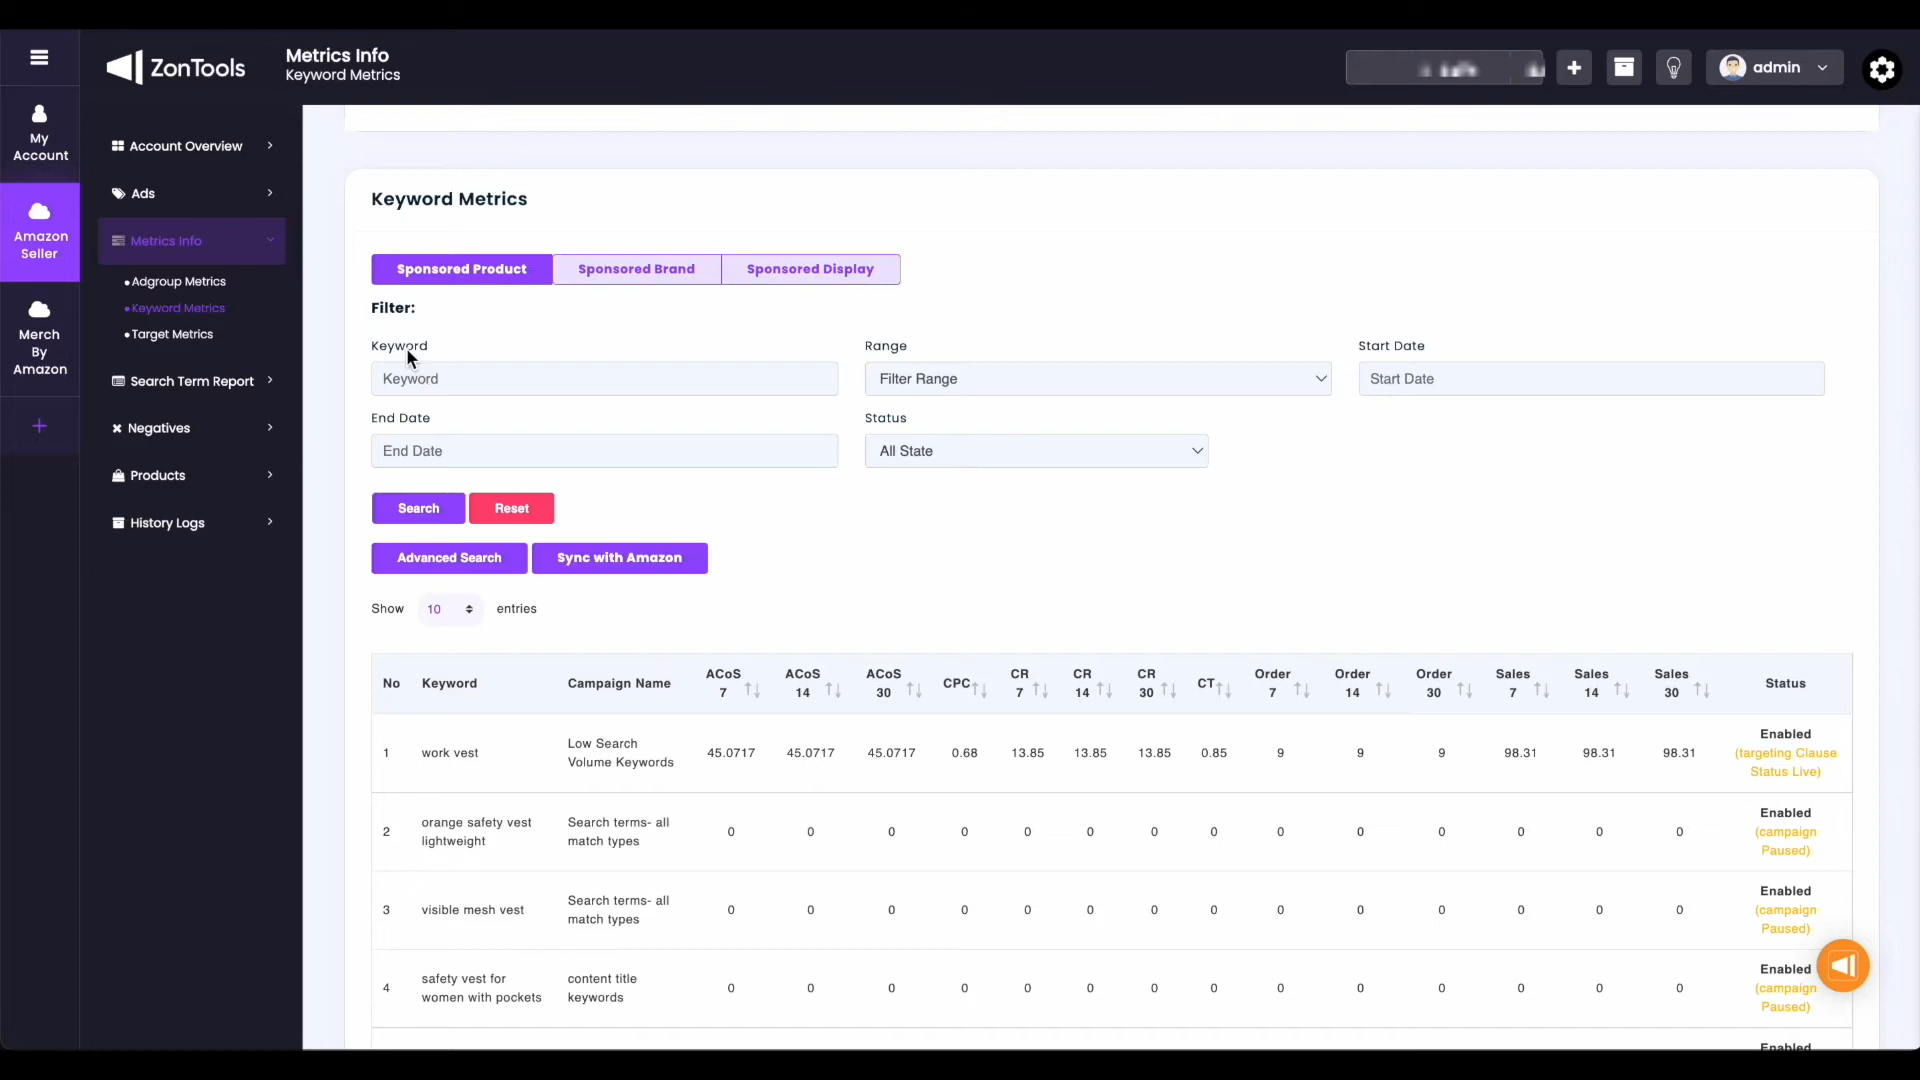 ZonTools
Metrics Info
Keyword Metrics
admin
My
Account
Amazon
Seller
Merch
By
Amazon
Account Overview
Ads
Metrics Info
Adgroup Metrics
Keyword Metrics
Target Metrics
Search Term Report
Negatives
Products
History Logs
Keyword Metrics
Sponsored Product Sponsored Brand Sponsored Display
Filter:
Keyword Range Start Date
Keyword Filter Range Start Date
End Date Status
End Date All State
Search Reset
Advanced Search Sync with Amazon
Show 10 entries
No Keyword Campaign Name ACoS 7 ACoS 14 ACoS 30 CPC CR 7 CR 14 CR 30 CT Order 7 Order 14 Order 30 Sales 7 Sales 14 Sales 30 Status
1 work vest Low Search Volume Keywords 45.0717 45.0717 45.0717 0.68 13.85 13.85 13.85 0.85 9 9 9 98.31 98.31 98.31 Enabled (targeting Clause Status Live)
2 orange safety vest lightweight Search terms- all match types 0 0 0 0 0 0 0 0 0 0 0 0 0 0 Enabled (campaign Paused)
3 visible mesh vest Search terms- all match types 0 0 0 0 0 0 0 0 0 0 0 0 0 0 Enabled (campaign Paused)
4 safety vest for women with pockets content title keywords 0 0 0 0 0 0 0 0 0 0 0 0 0 0 Enabled (campaign Paused)
Enabled